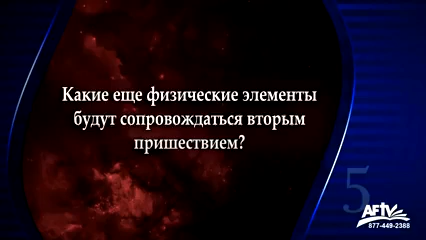 Какие еще физические элементы
будут сопровождаться вторым
пришествием?
5
AFTV
877-449-2388